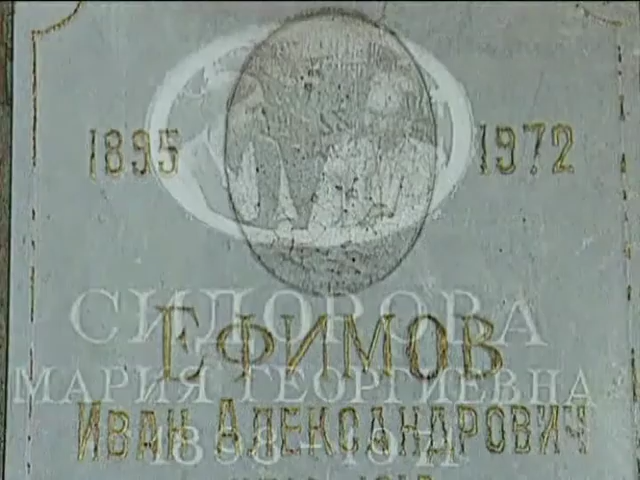 1895 1972
СИДОРОВА
ЕФИМОВ
МАРИЯ ГЕОРГИЕВНА
ИВАН АЛЕКСАНДРОВИЧ